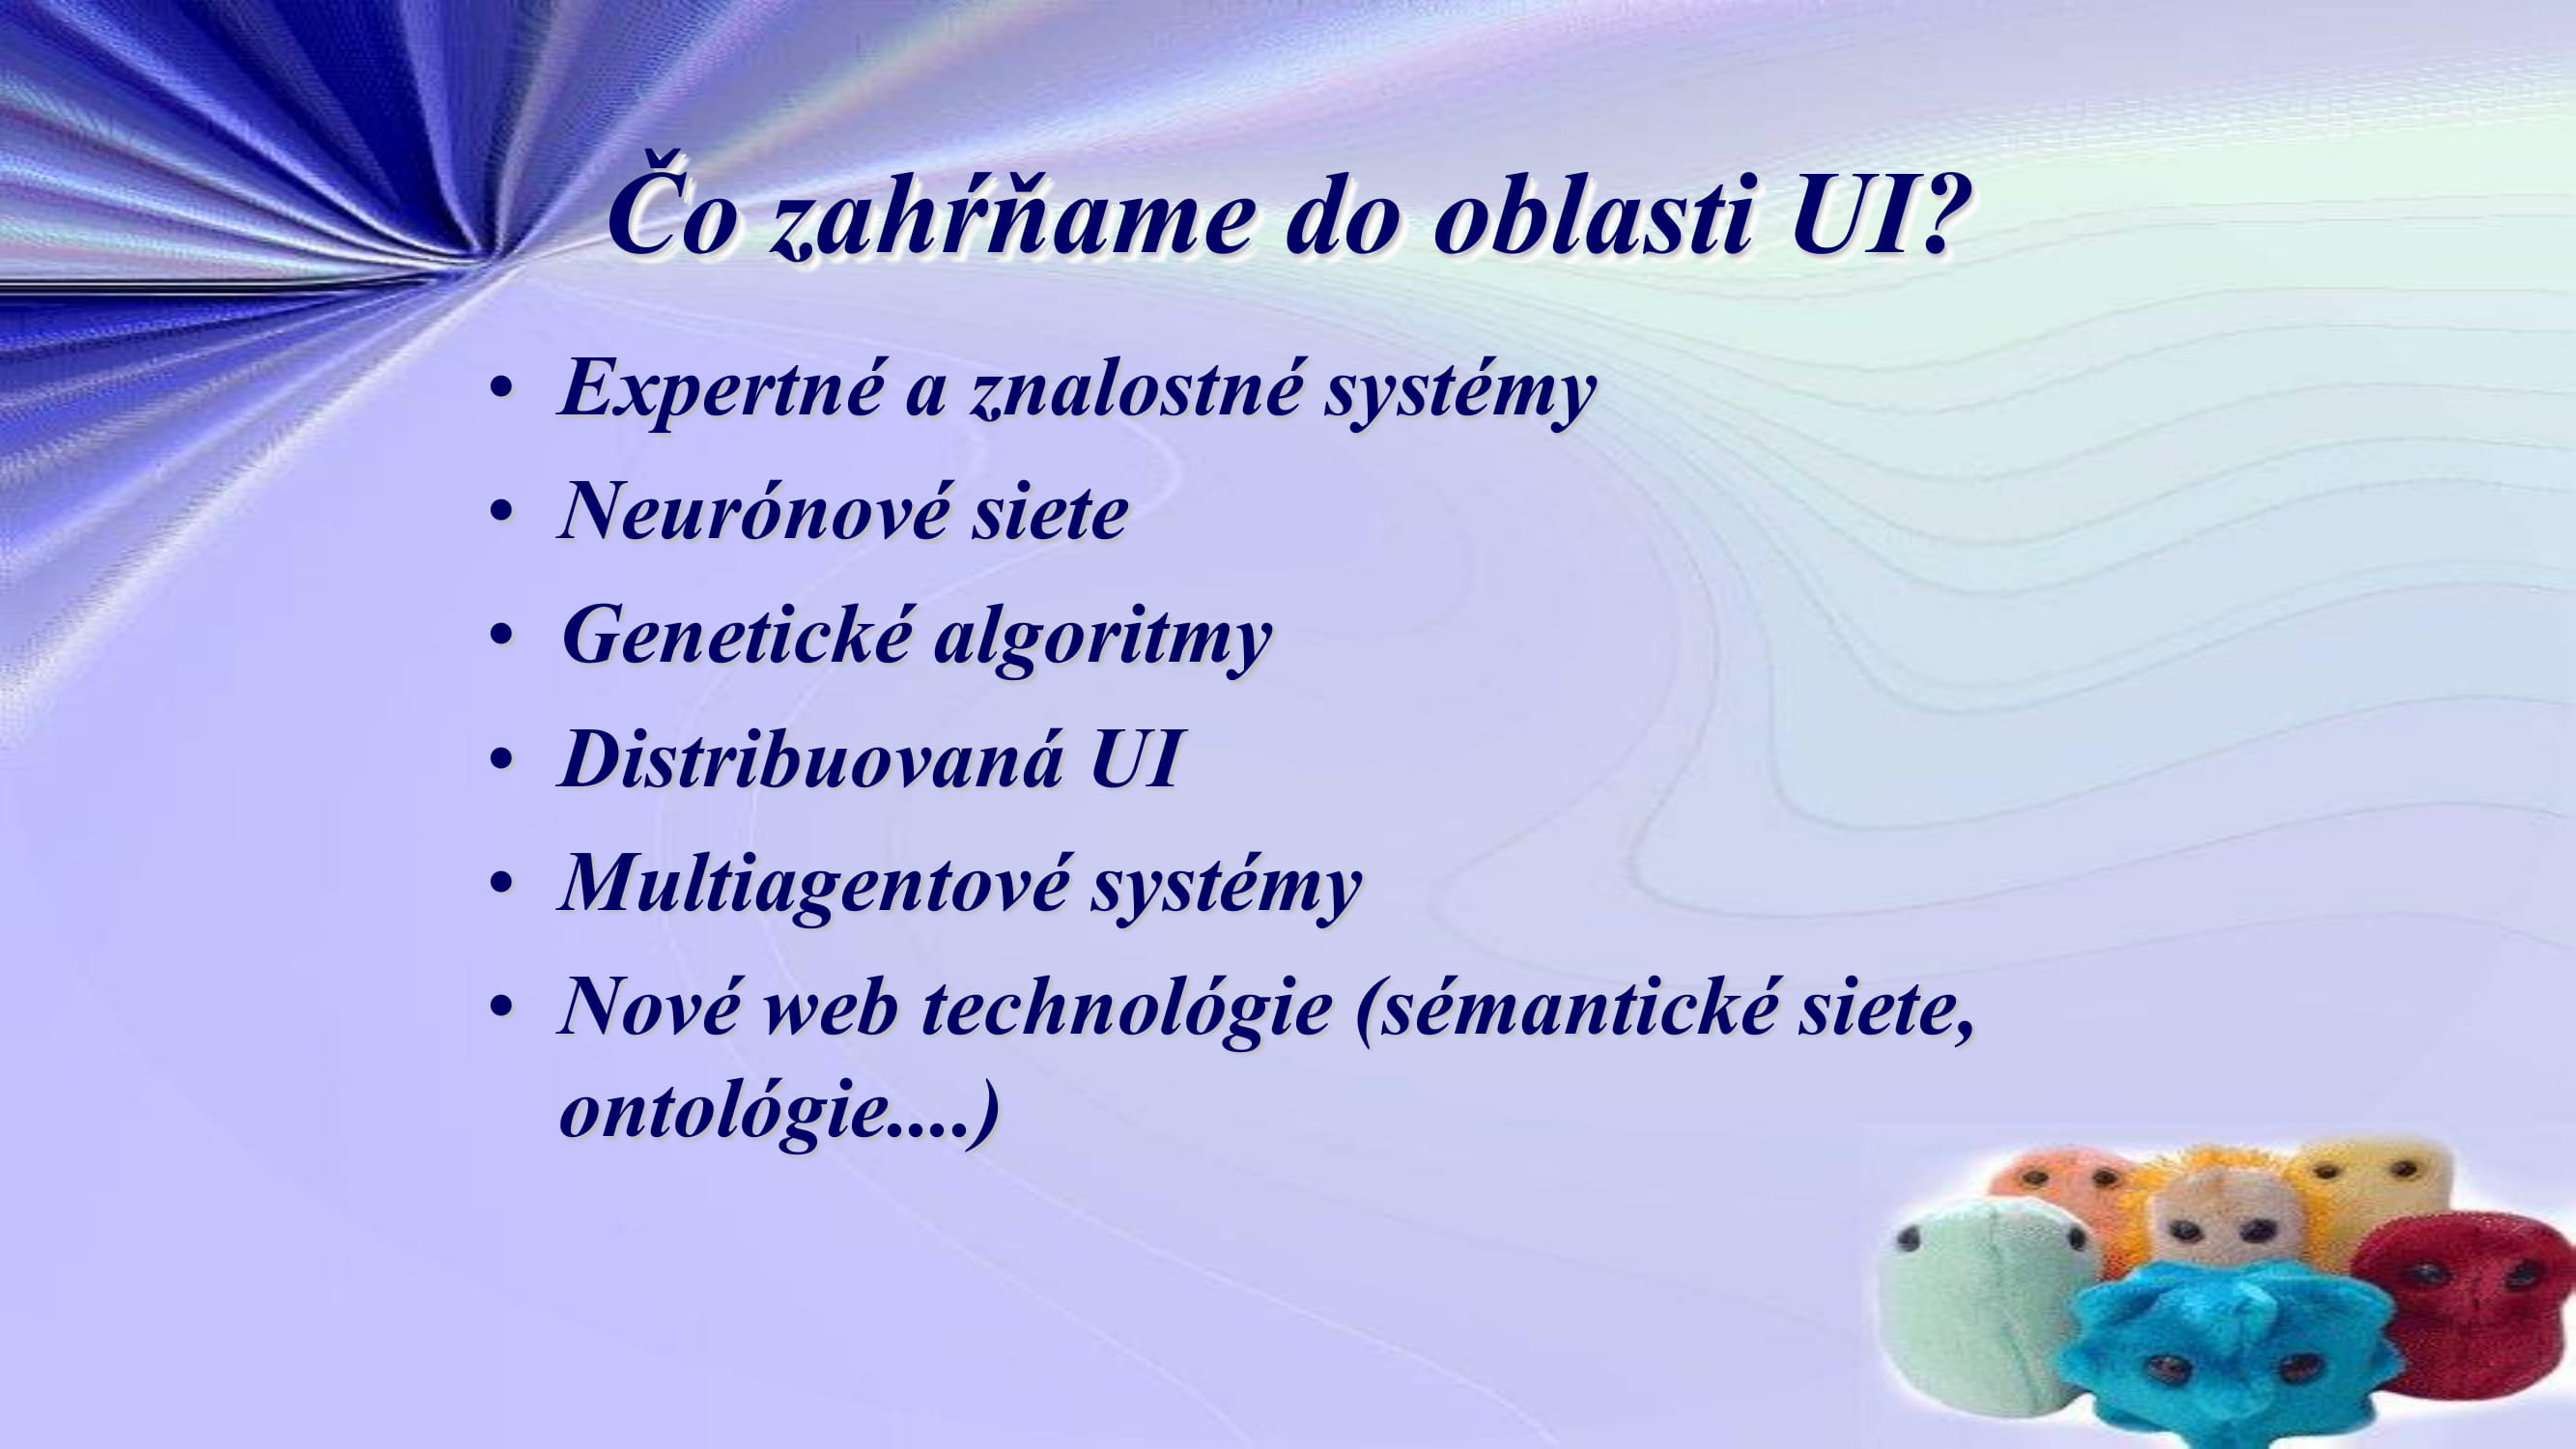 Čo zahŕňame do oblasti UI?
• Expertné a znalostné systémy
• Neurónové siete
• Genetické algoritmy
• Distribuovaná UI
• Multiagentové systémy
• Nové web technológie (sémantické siete,
ontológie....)